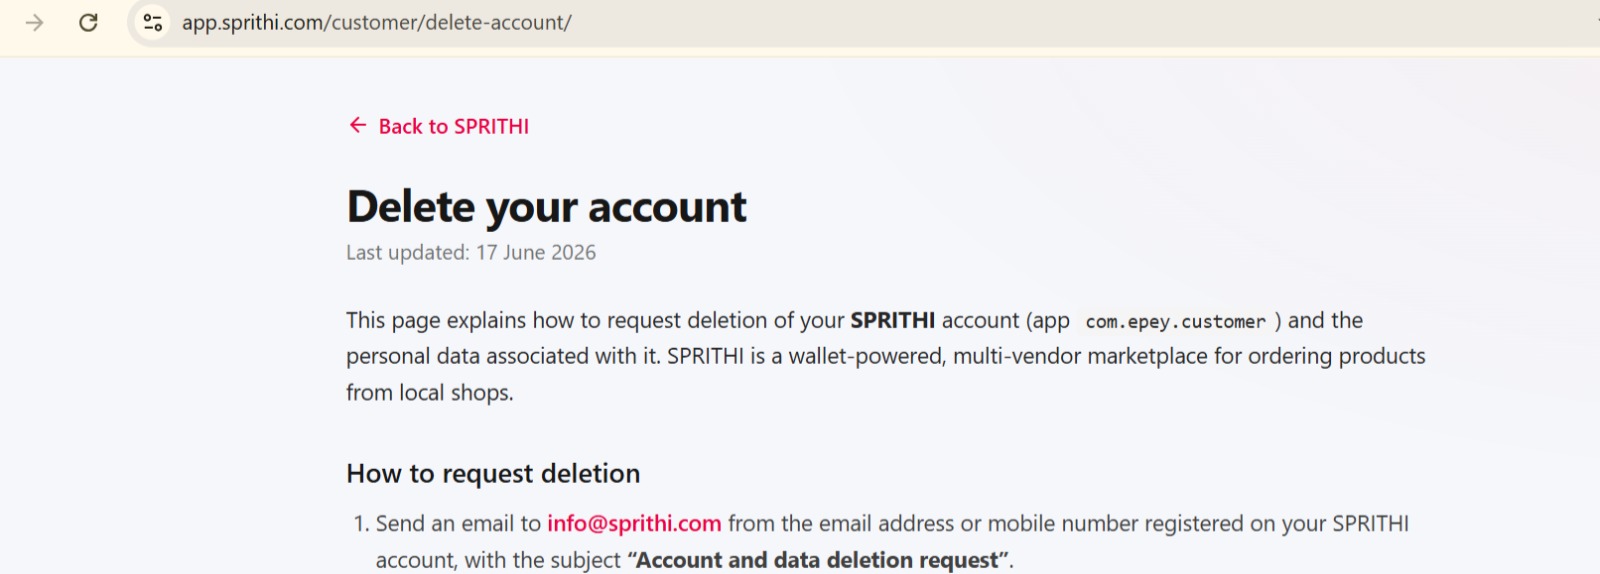 app.sprithi.com/customer/delete-account/
← Back to SPRITHI
Delete your account
Last updated: 17 June 2026
This page explains how to request deletion of your SPRITHI account (app com.epey.customer ) and the
personal data associated with it. SPRITHI is a wallet-powered, multi-vendor marketplace for ordering products
from local shops.
How to request deletion
1. Send an email to info@sprithi.com from the email address or mobile number registered on your SPRITHI
account, with the subject “Account and data deletion request”.